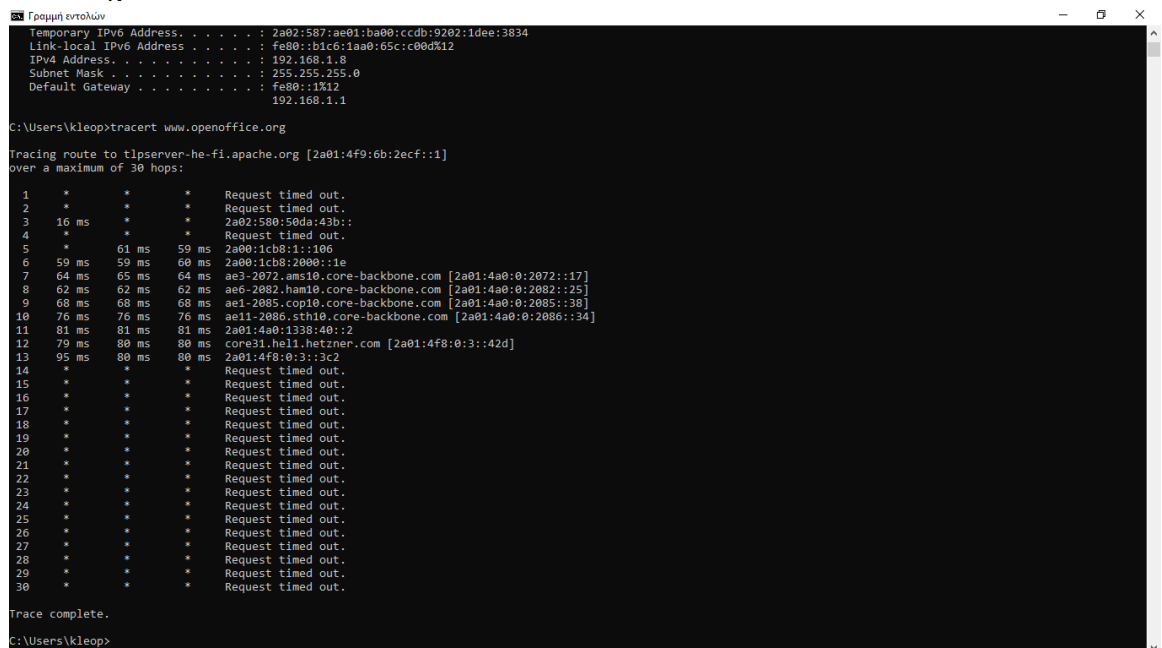 Γραμμή εντολών
Temporary IPv6 Address. . . . . . : 2a02:587:ae01:ba00:ccdb:9202:1dee:3834
Link-local IPv6 Address . . . . . : fe80::b1c6:1aa0:65c:c00d%12
IPv4 Address. . . . . . . . . . . : 192.168.1.8
Subnet Mask . . . . . . . . . . . : 255.255.255.0
Default Gateway . . . . . . . . . : fe80::1%12
192.168.1.1
C:\Users\kleop>tracert www.openoffice.org
Tracing route to tlpserver-he-fi.apache.org [2a01:4f9:6b:2ecf::1]
over a maximum of 30 hops:
1 * * * Request timed out.
2 * * * Request timed out.
3 16 ms * * 2a02:580:50da:43b::
4 * * * Request timed out.
5 * 61 ms 59 ms 2a00:1cb8:1::106
6 59 ms 59 ms 60 ms 2a00:1cb8:2000::1e
7 64 ms 65 ms 64 ms ae3-2072.ams10.core-backbone.com [2a01:4a0:0:2072::17]
8 62 ms 62 ms 62 ms ae6-2082.ham10.core-backbone.com [2a01:4a0:0:2082::25]
9 68 ms 68 ms 68 ms ae1-2085.cop10.core-backbone.com [2a01:4a0:0:2085::38]
10 76 ms 76 ms 76 ms ae11-2086.sth10.core-backbone.com [2a01:4a0:0:2086::34]
11 81 ms 81 ms 81 ms 2a01:4a0:1338:40::2
12 79 ms 80 ms 80 ms core31.hel1.hetzner.com [2a01:4f8:0:3::42d]
13 95 ms 80 ms 80 ms 2a01:4f8:0:3::3c2
14 * * * Request timed out.
15 * * * Request timed out.
16 * * * Request timed out.
17 * * * Request timed out.
18 * * * Request timed out.
19 * * * Request timed out.
20 * * * Request timed out.
21 * * * Request timed out.
22 * * * Request timed out.
23 * * * Request timed out.
24 * * * Request timed out.
25 * * * Request timed out.
26 * * * Request timed out.
27 * * * Request timed out.
28 * * * Request timed out.
29 * * * Request timed out.
30 * * * Request timed out.
Trace complete.
C:\Users\kleop>